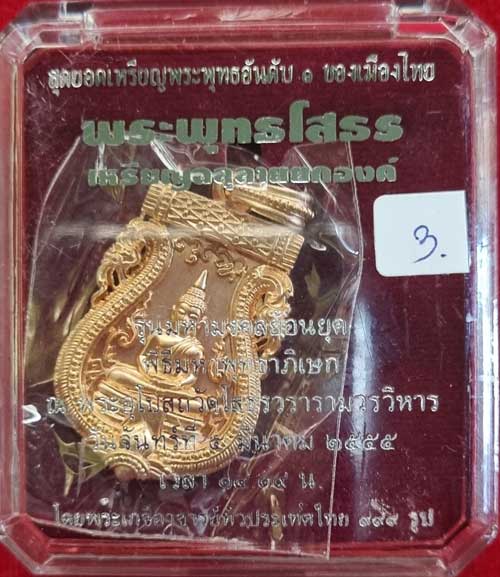 สุดยอดเหรียญพระพุทธอันดับ ๑ ของเมืองไทย
พระพุทธโสธร
เหรียญฉลุลายยกองค์
3.
รุ่นมหามงคลย้อนยุค
พิธีมหาพุทธาภิเษก
ณ พระอุโบสถวัดโสธรวรารามวรวิหาร
วันจันทร์ที่ ๕ มีนาคม ๒๕๕๕
เวลา ๑๔.๑๙ น.
โดยพระเกจิคณาจารย์ทั่วประเทศไทย ๙๙๙ รูป